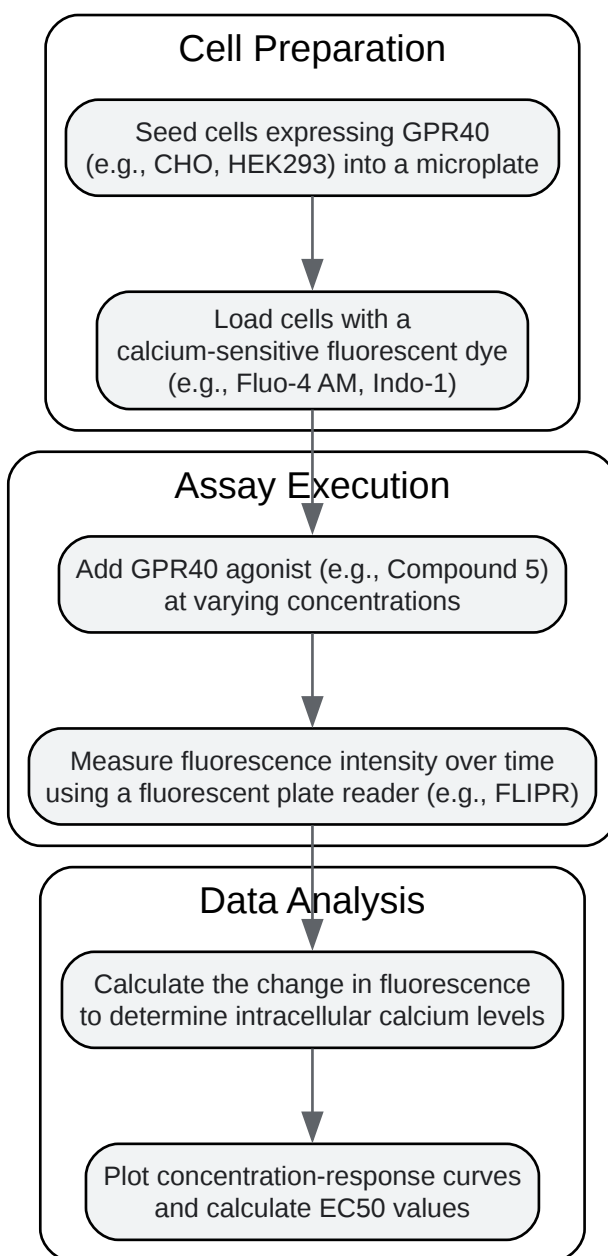 Cell Preparation
Seed cells expressing GPR40
(e.g., CHO, HEK293) into a microplate
Load cells with a
calcium-sensitive fluorescent dye
(e.g., Fluo-4 AM, Indo-1)
Assay Execution
Add GPR40 agonist (e.g., Compound 5)
at varying concentrations
Measure fluorescence intensity over time
using a fluorescent plate reader (e.g., FLIPR)
Data Analysis
Calculate the change in fluorescence
to determine intracellular calcium levels
Plot concentration-response curves
and calculate EC50 values